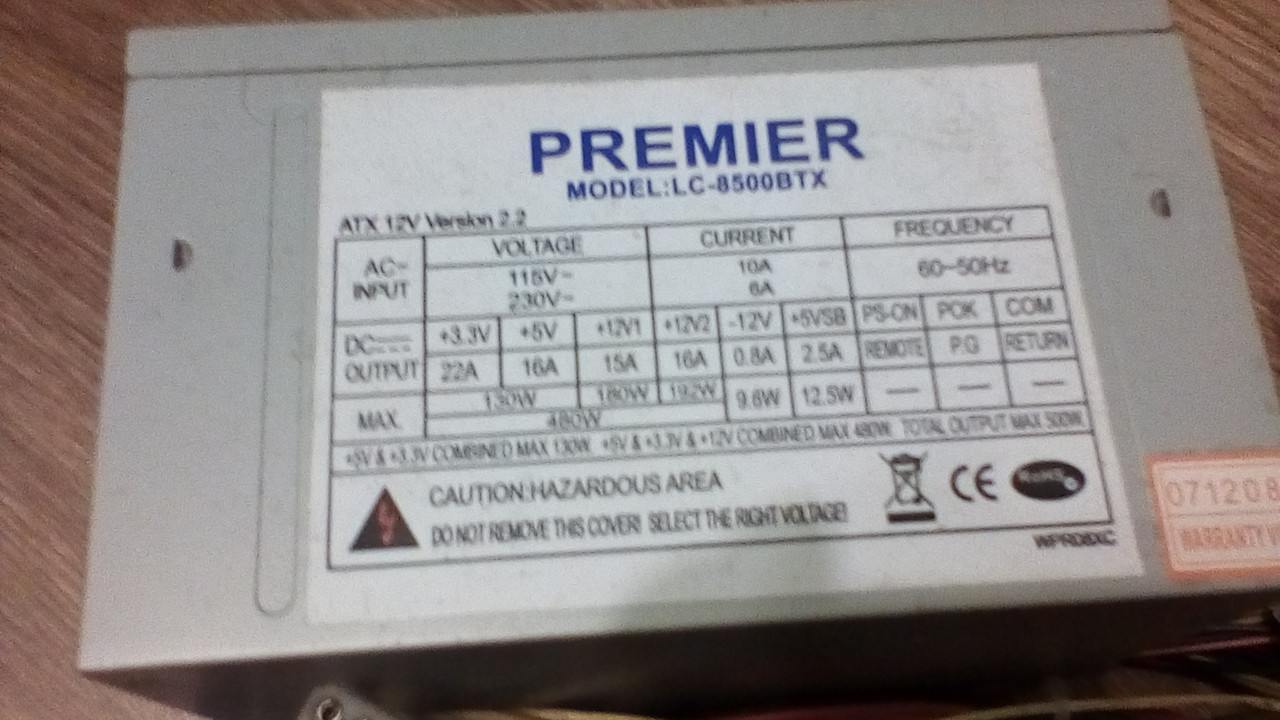 PREMIER
MODEL:LC-8500BTX
ATX 12V Version 2.2
AC~ INPUT
VOLTAGE CURRENT FREQUENCY
115V~ 10A 60~50Hz
230V~ 6A
DC OUTPUT
+3.3V +5V +12V1 +12V2 -12V +5VSB PS-ON POK COM
22A 16A 15A 16A 0.8A 2.5A REMOTE P.G RETURN
MAX. 130W 180W 192W 9.6W 12.5W — — —
480W
+5V & +3.3V COMBINED MAX 130W. +5V & +3.3V & +12V COMBINED MAX 480W. TOTAL OUTPUT MAX 500W.
CAUTION:HAZARDOUS AREA
DO NOT REMOVE THIS COVER! SELECT THE RIGHT VOLTAGE!
CE
071208
WARRANTY